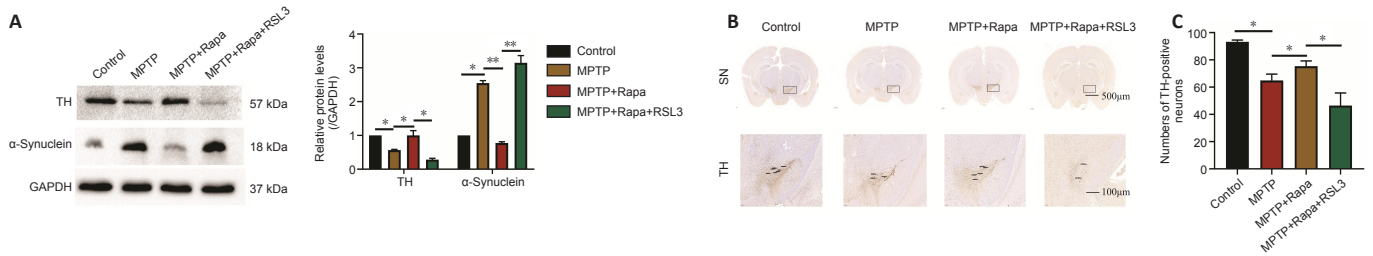 A
Control
MPTP
MPTP+Rapa
MPTP+Rapa+RSL3
TH
57 kDa
α-Synuclein
18 kDa
GAPDH
37 kDa
Relative protein levels
(/GAPDH)
4
3
2
1
0
*
*
*
*
**
**
TH
α-Synuclein
Control
MPTP
MPTP+Rapa
MPTP+Rapa+RSL3
B
Control
MPTP
MPTP+Rapa
MPTP+Rapa+RSL3
SN
500μm
TH
100μm
C
Numbers of TH-positive
neurons
100
80
60
40
20
0
*
*
*
Control
MPTP
MPTP+Rapa
MPTP+Rapa+RSL3